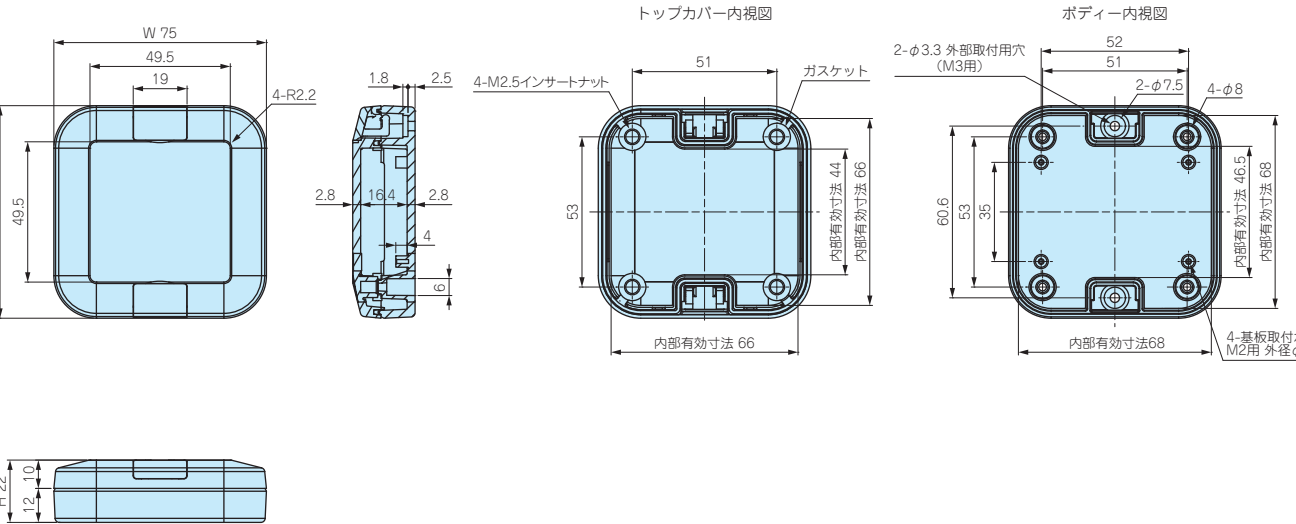 トップカバー内視図
ボディー内視図
W 75
49.5
19
4-R2.2
49.5
1.8
2.5
2.8
16.4
2.8
4
6
4-M2.5インサートナット
51
ガスケット
53
内部有効寸法 44
内部有効寸法 66
内部有効寸法 66
2-φ3.3 外部取付用穴
（M3用）
52
51
2-φ7.5
4-φ8
60.6
53
35
内部有効寸法 46.5
内部有効寸法 68
内部有効寸法68
4-基板取付
M2用 外径φ
H 22
10
12